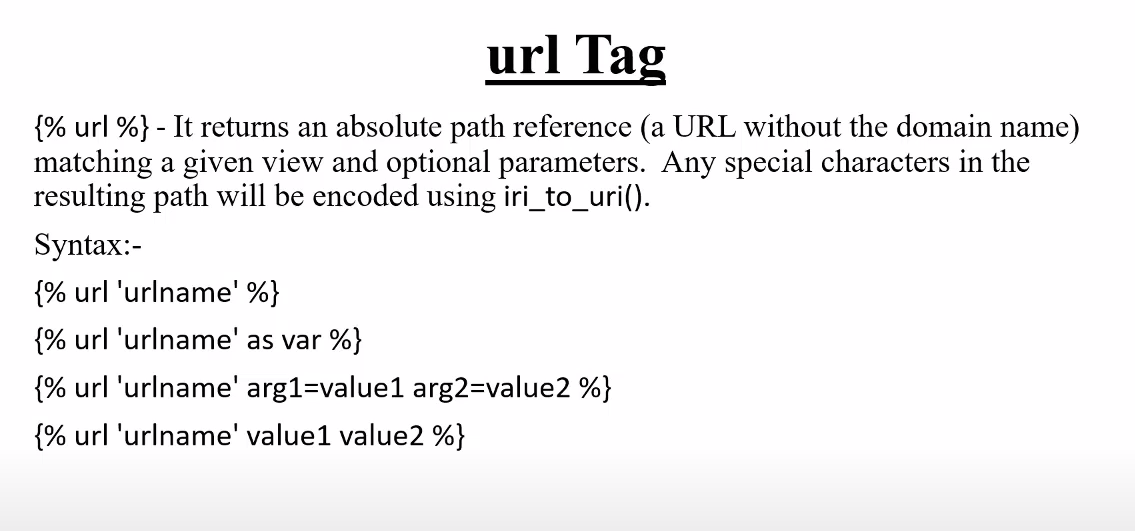 url Tag
{% url %} - It returns an absolute path reference (a URL without the domain name)
matching a given view and optional parameters.  Any special characters in the
resulting path will be encoded using iri_to_uri().
Syntax:-
{% url 'urlname' %}
{% url 'urlname' as var %}
{% url 'urlname' arg1=value1 arg2=value2 %}
{% url 'urlname' value1 value2 %}